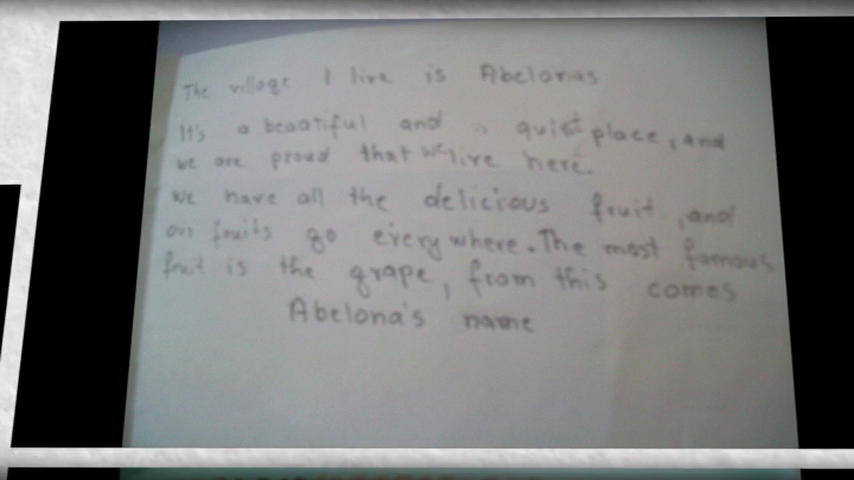 The village I live is Abelonas
It's a beautiful and a quiet place, and
we are proud that we live here.
we have all the delicious fruit, and
our fruits go every where. The most famous
fruit is the grape, from this comes
Abelona's name